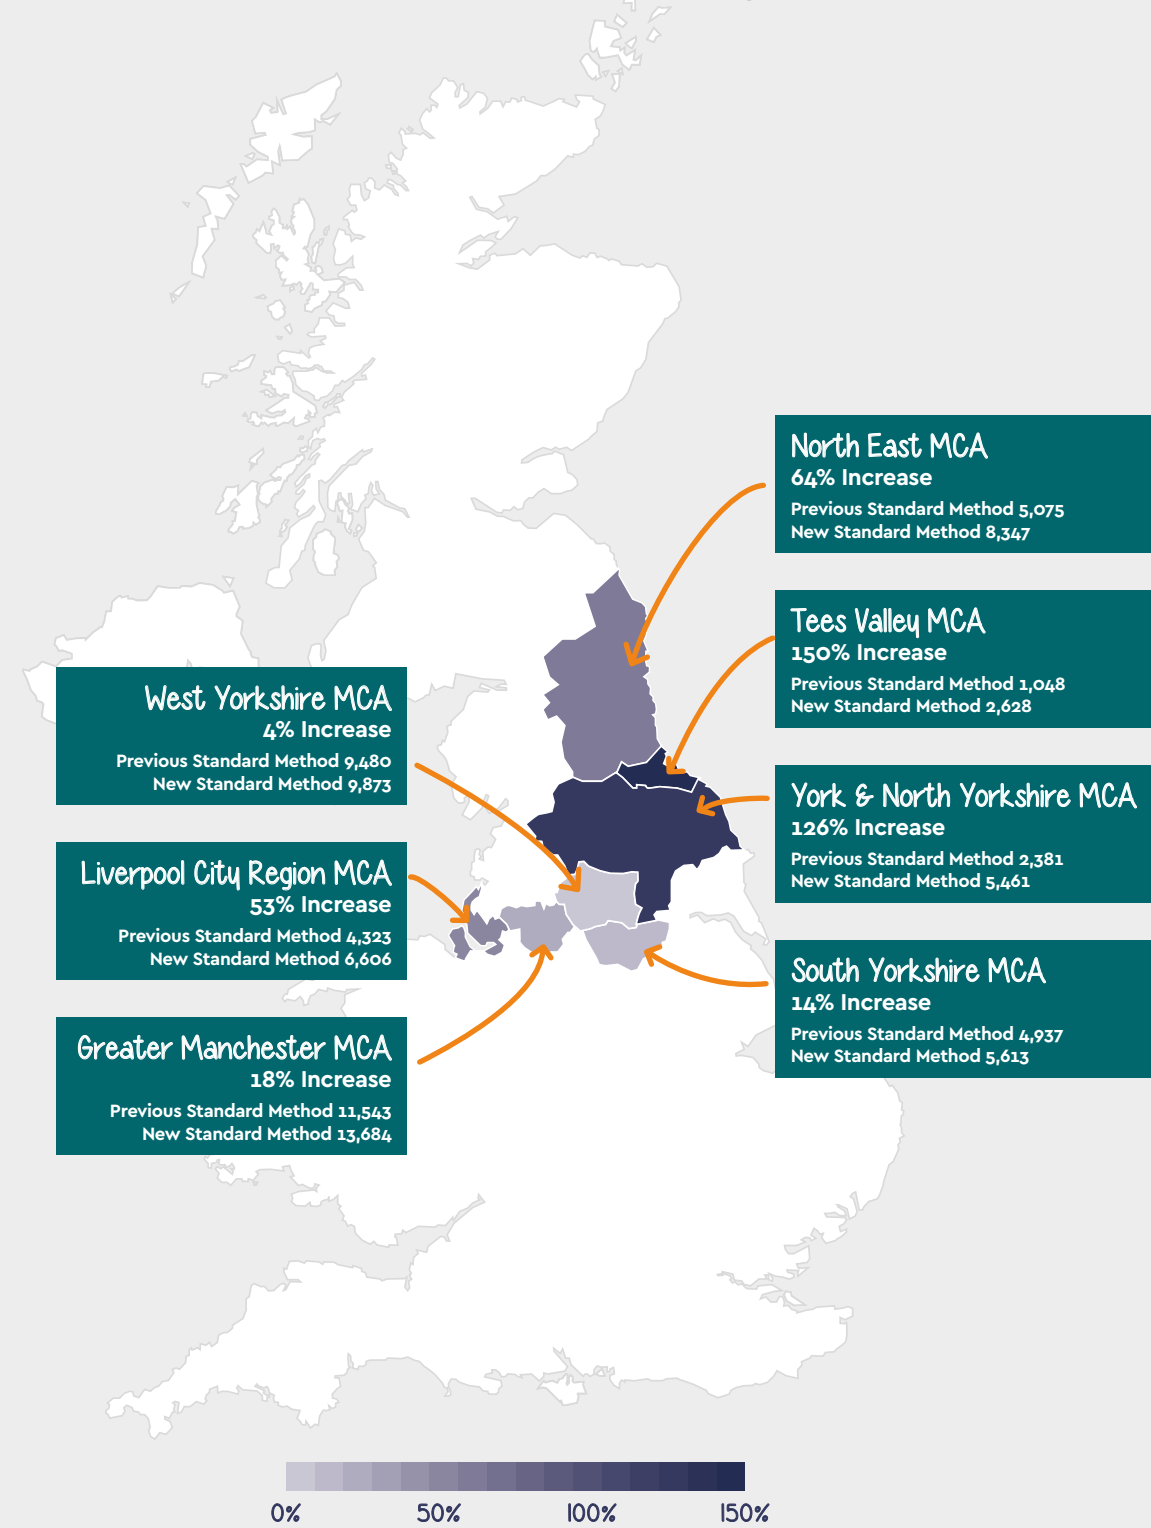 North East MCA
64% Increase
Previous Standard Method 5,075
New Standard Method 8,347
Tees Valley MCA
150% Increase
Previous Standard Method 1,048
New Standard Method 2,628
West Yorkshire MCA
4% Increase
Previous Standard Method 9,480
New Standard Method 9,873
York & North Yorkshire MCA
126% Increase
Previous Standard Method 2,381
New Standard Method 5,461
Liverpool City Region MCA
53% Increase
Previous Standard Method 4,323
New Standard Method 6,606
South Yorkshire MCA
14% Increase
Previous Standard Method 4,937
New Standard Method 5,613
Greater Manchester MCA
18% Increase
Previous Standard Method 11,543
New Standard Method 13,684
0% 50% 100% 150%